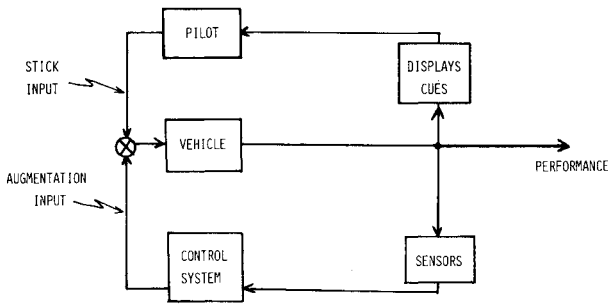 PILOT
STICK
INPUT
DISPLAYS
CUES
VEHICLE
PERFORMANCE
AUGMENTATION
INPUT
CONTROL
SYSTEM
SENSORS